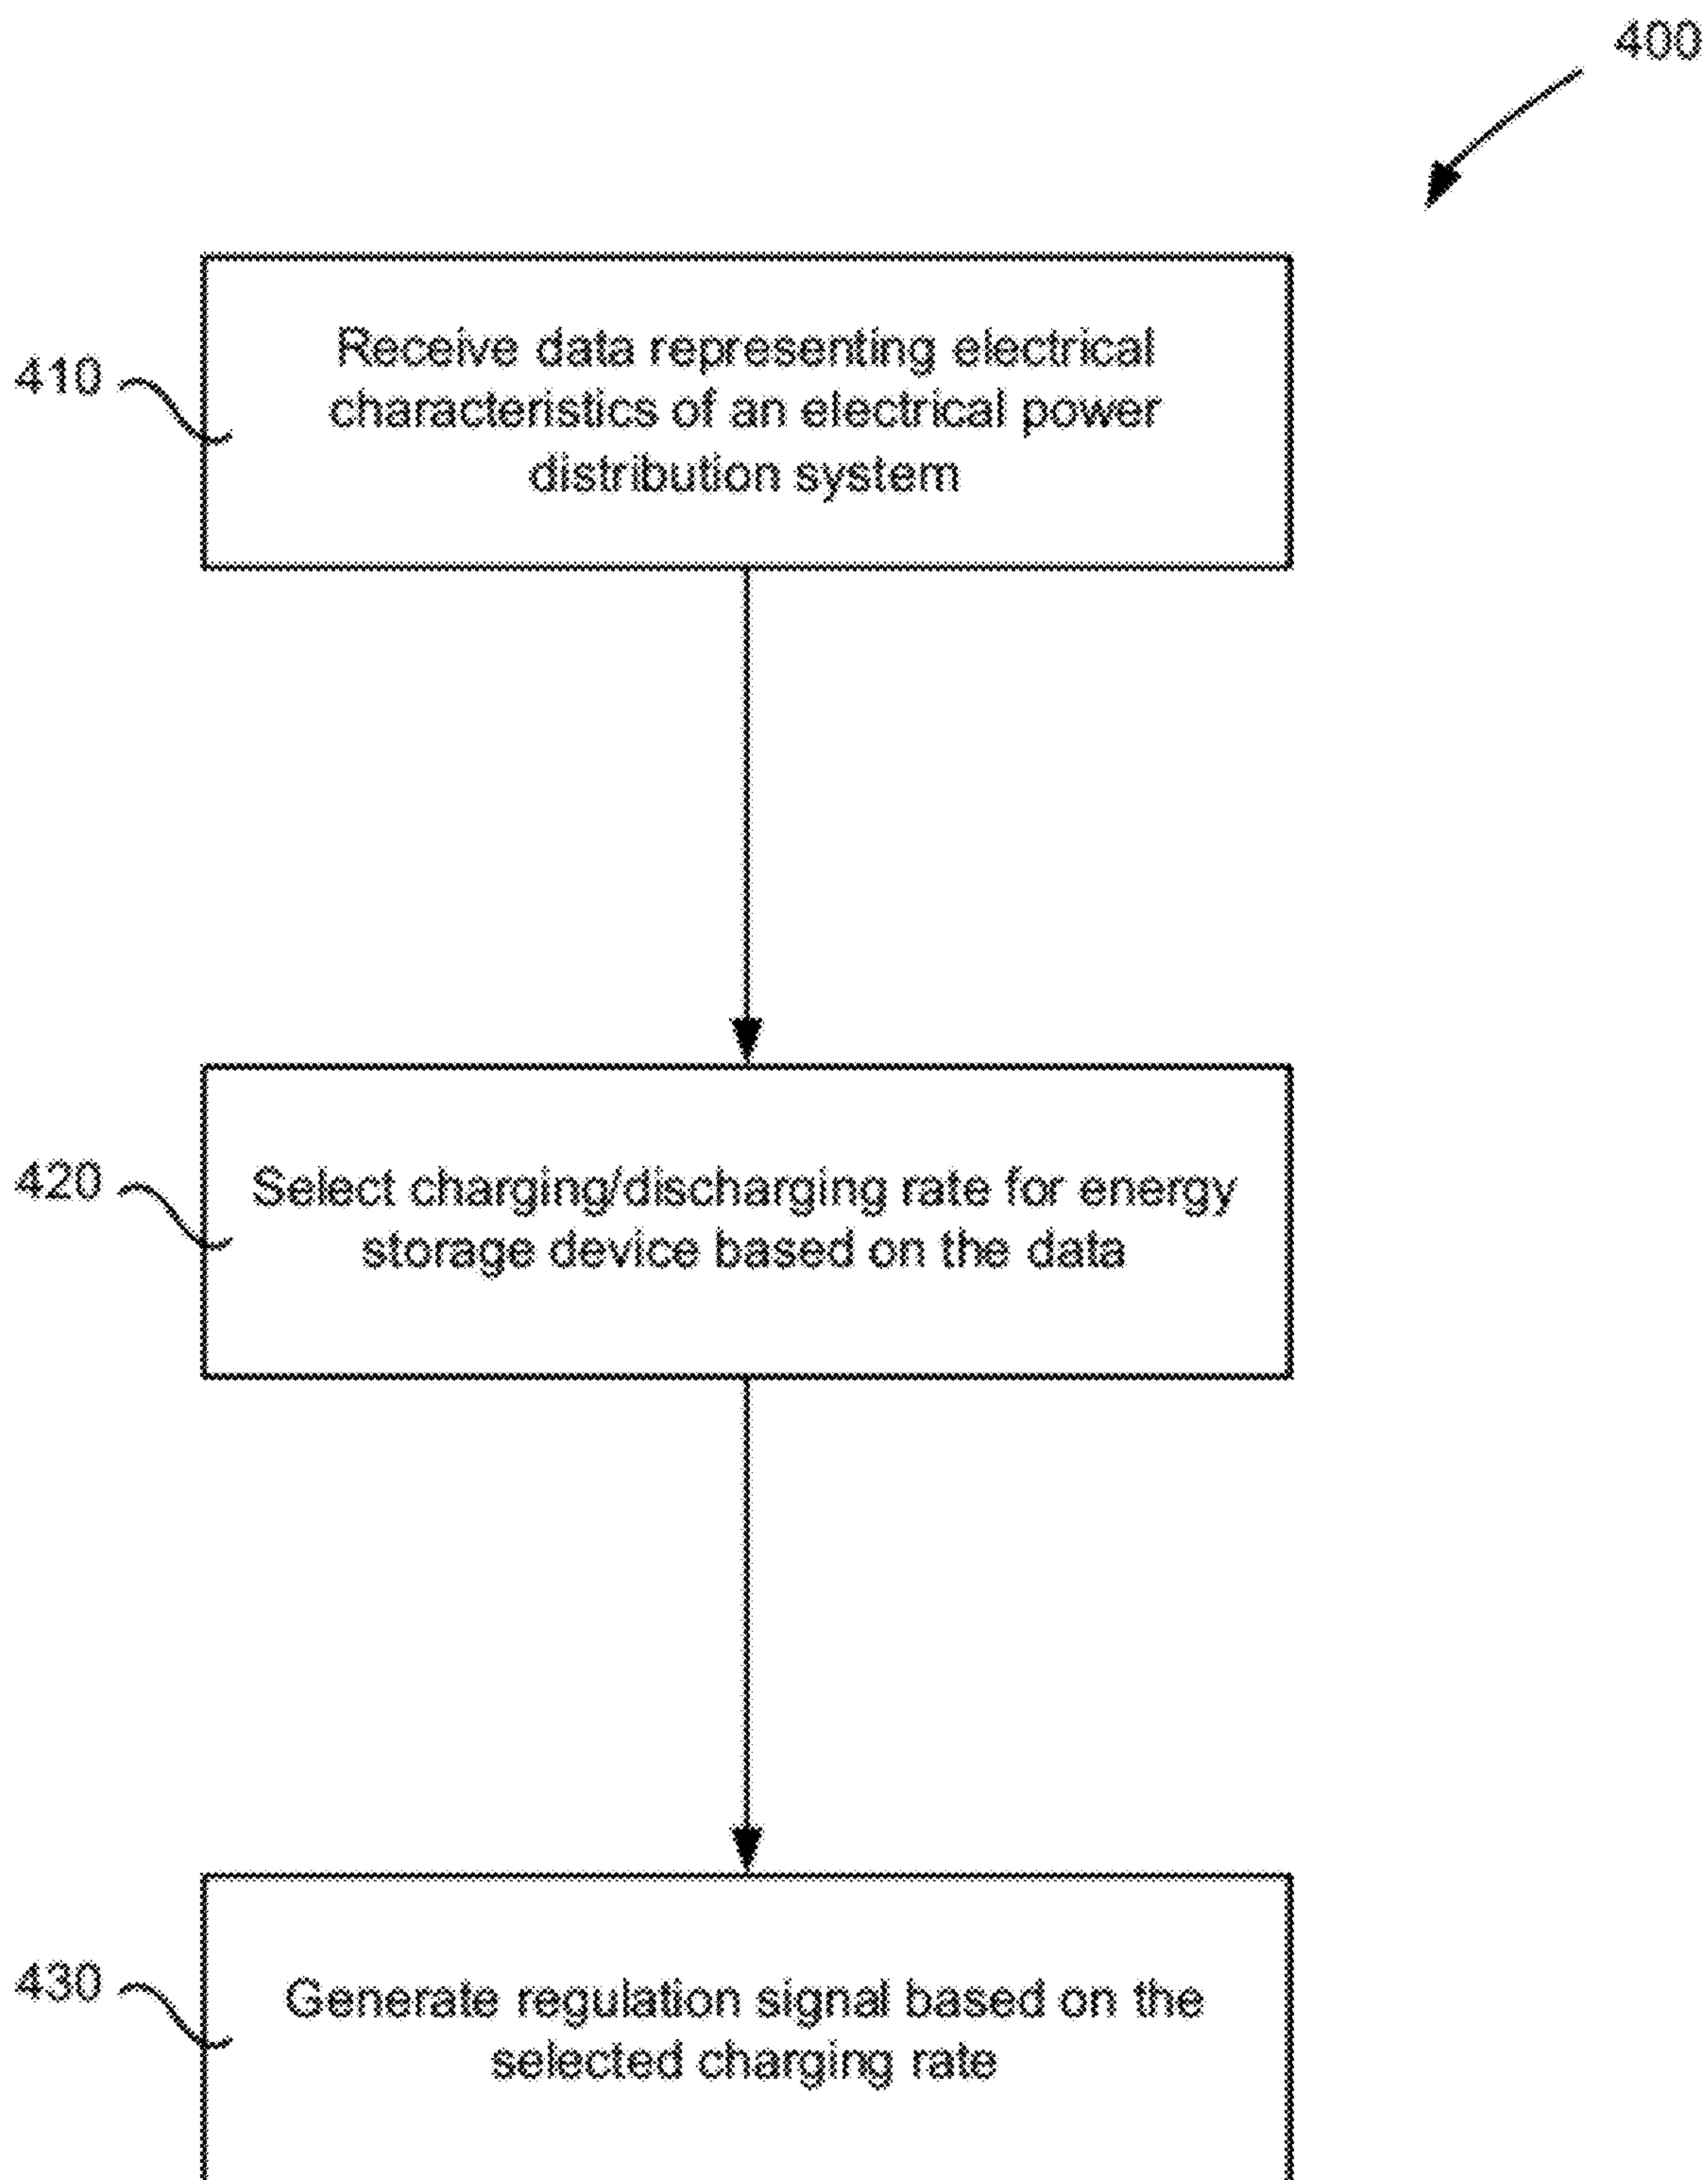 400
410
Receive data representing electrical
characteristics of an electrical power
distribution system
420
Select charging/discharging rate for energy
storage device based on the data
430
Generate regulation signal based on the
selected charging rate